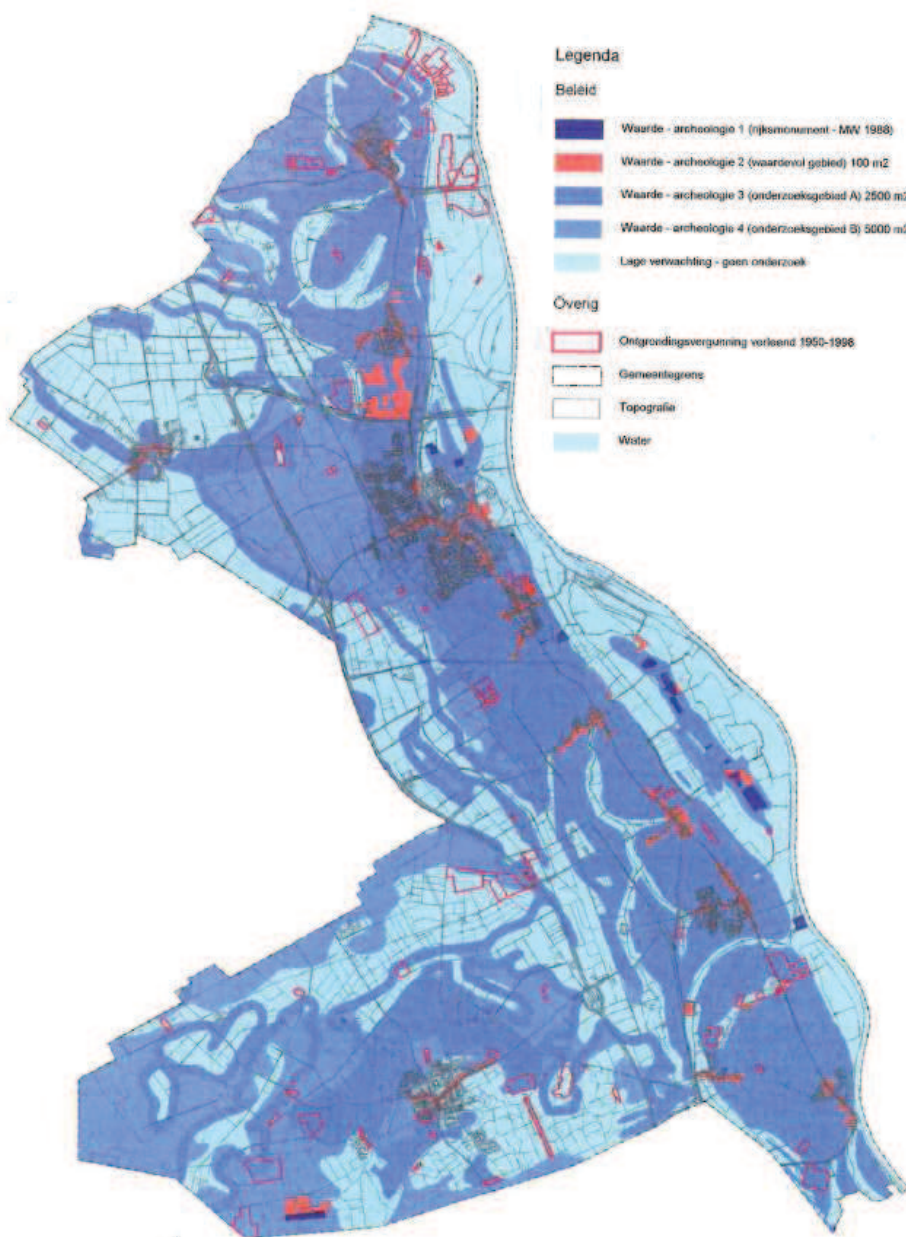 Legenda
Beleid
Waarde - archeologie 1 (rijksmonument - MW 1988)
Waarde - archeologie 2 (waardevol gebied) 100 m2
Waarde - archeologie 3 (onderzoeksgebied A) 2500 m2
Waarde - archeologie 4 (onderzoeksgebied B) 5000 m2
Lage verwachting - geen onderzoek
Overig
Ontgrondingsvergunning verleend 1950-1998
Gemeentegrens
Topografie
Water